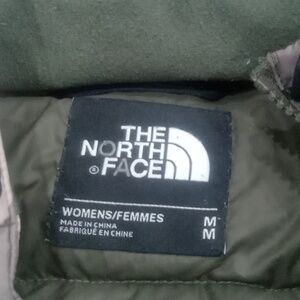 THE
NORTH
® FACE
WOMENS/FEMMES M
MADE IN CHINA M
FABRIQUÉ EN CHINE